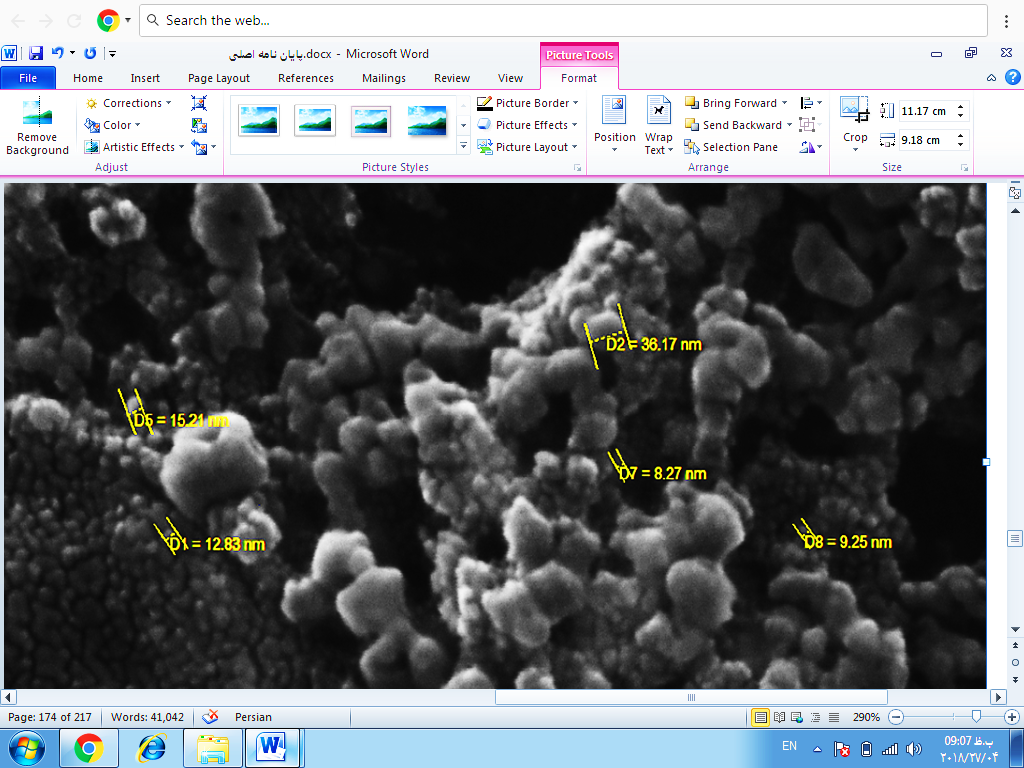 Search the web...
پایان نامه اصلی.docx - Microsoft Word
Picture Tools
File Home Insert Page Layout References Mailings Review View Format
Remove Background
Corrections
Color
Artistic Effects
Adjust
Picture Styles
Picture Border
Picture Effects
Picture Layout
Position
Wrap Text
Bring Forward
Send Backward
Selection Pane
Arrange
Crop
11.17 cm
9.18 cm
Size
D2 = 36.17 nm
D5 = 15.21 nm
D7 = 8.27 nm
D1 = 12.83 nm
D8 = 9.25 nm
Page: 174 of 217 Words: 41,042 Persian 290%
EN
09:07 ب.ظ
۲۰۱۸/۲۷/۰۴